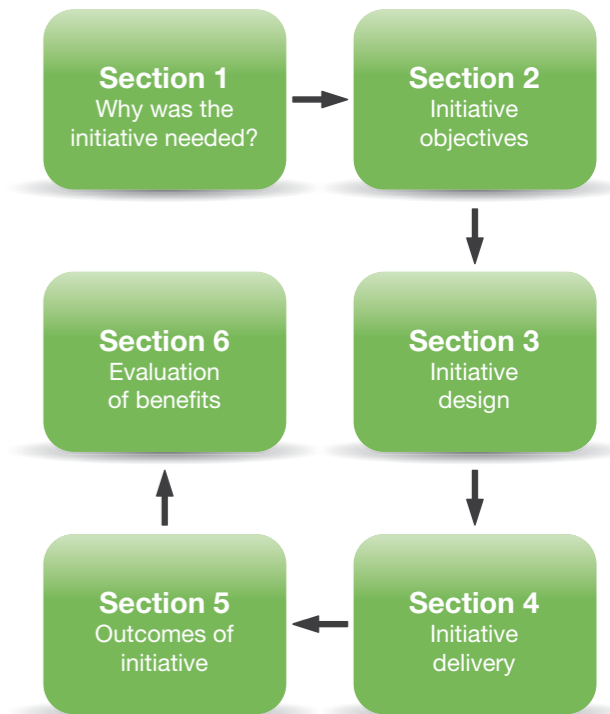 Section 1
Why was the
initiative needed?
Section 2
Initiative
objectives
Section 3
Initiative
design
Section 4
Initiative
delivery
Section 5
Outcomes of
initiative
Section 6
Evaluation
of benefits